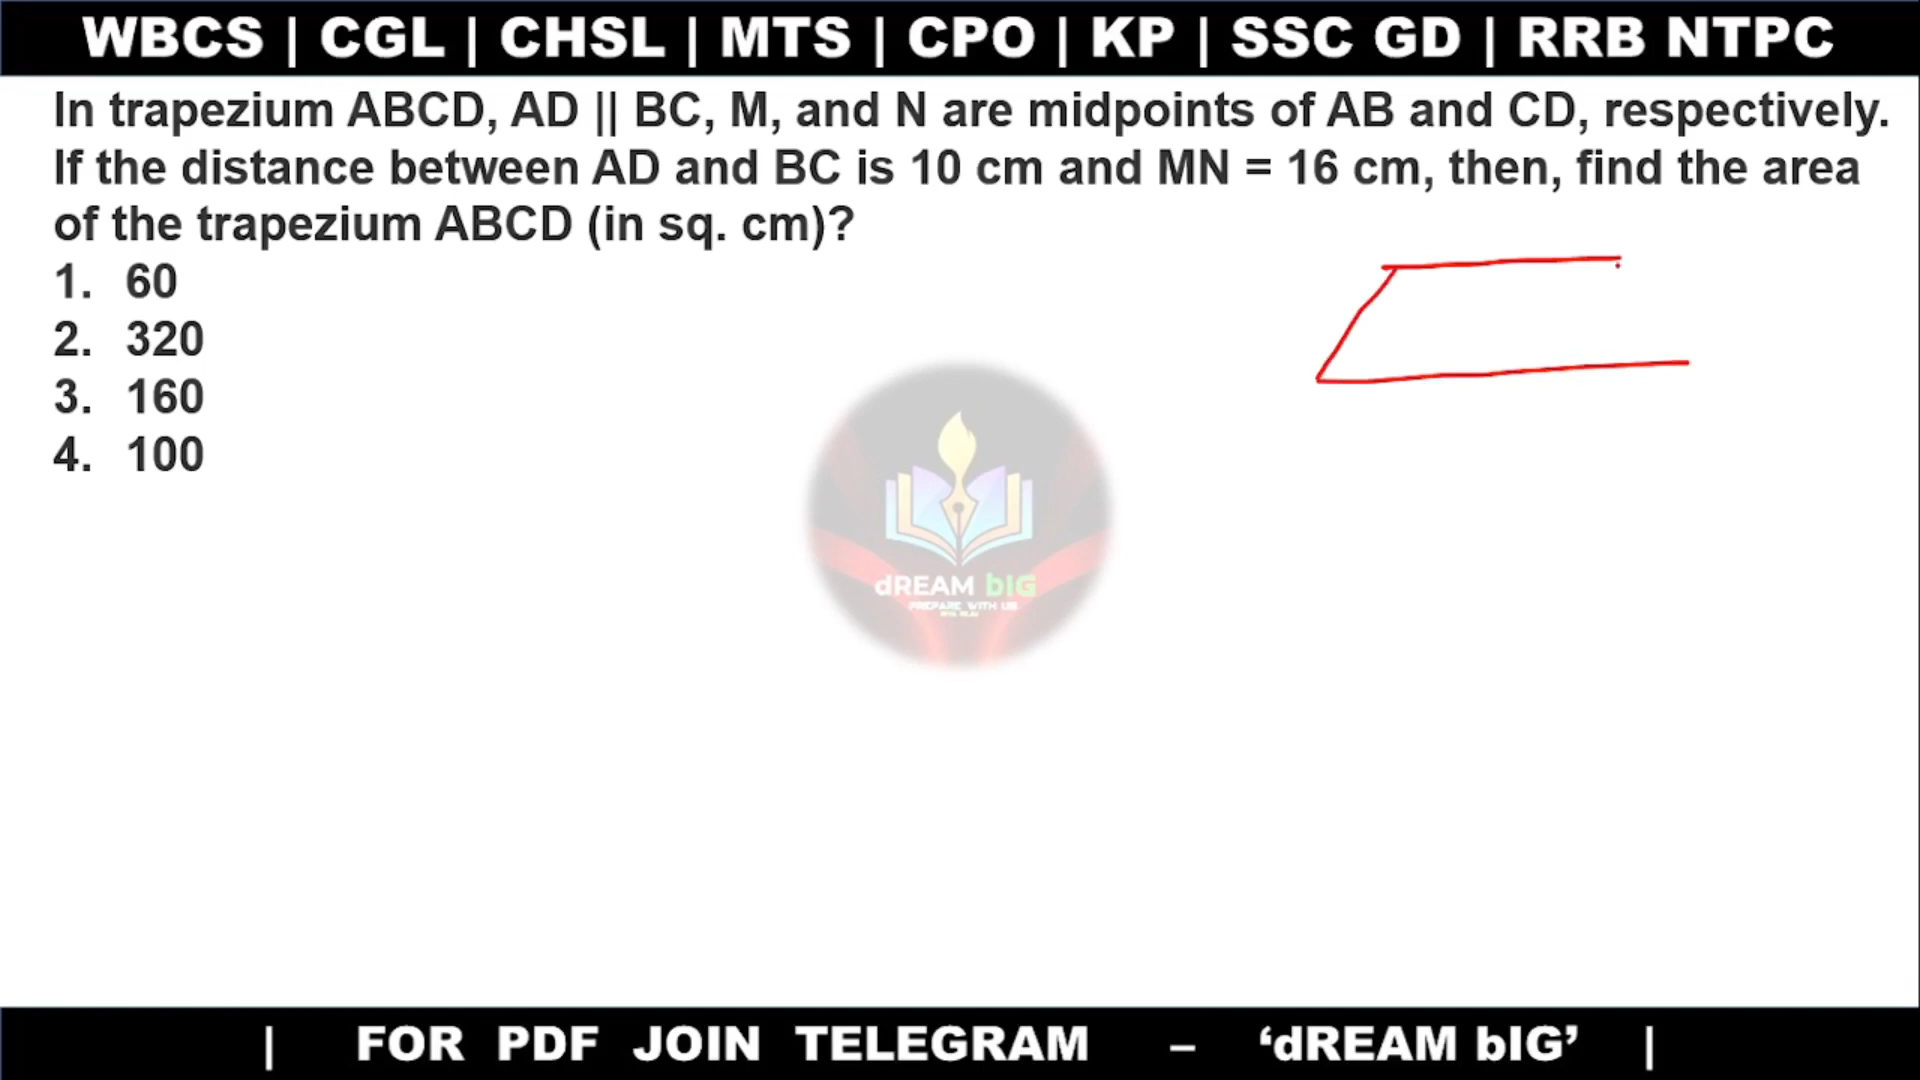 WBCS | CGL | CHSL | MTS | CPO | KP | SSC GD | RRB NTPC
In trapezium ABCD, AD || BC, M, and N are midpoints of AB and CD, respectively.
If the distance between AD and BC is 10 cm and MN = 16 cm, then, find the area
of the trapezium ABCD (in sq. cm)?
1. 60
2. 320
3. 160
4. 100
dREAM bIG
PREPARE WITH US
| FOR PDF JOIN TELEGRAM – ‘dREAM bIG’ |